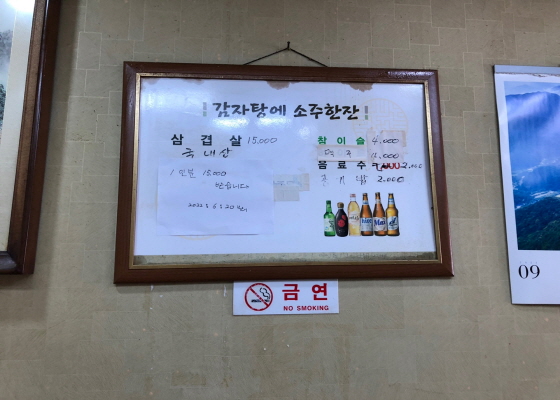 감자탕에 소주한잔
삼겹살 15,000
국내산
1인분 15,000
받습니다
참이슬 4,000
음료수 2,000
공기밥 2,000
금연
NO SMOKING
09